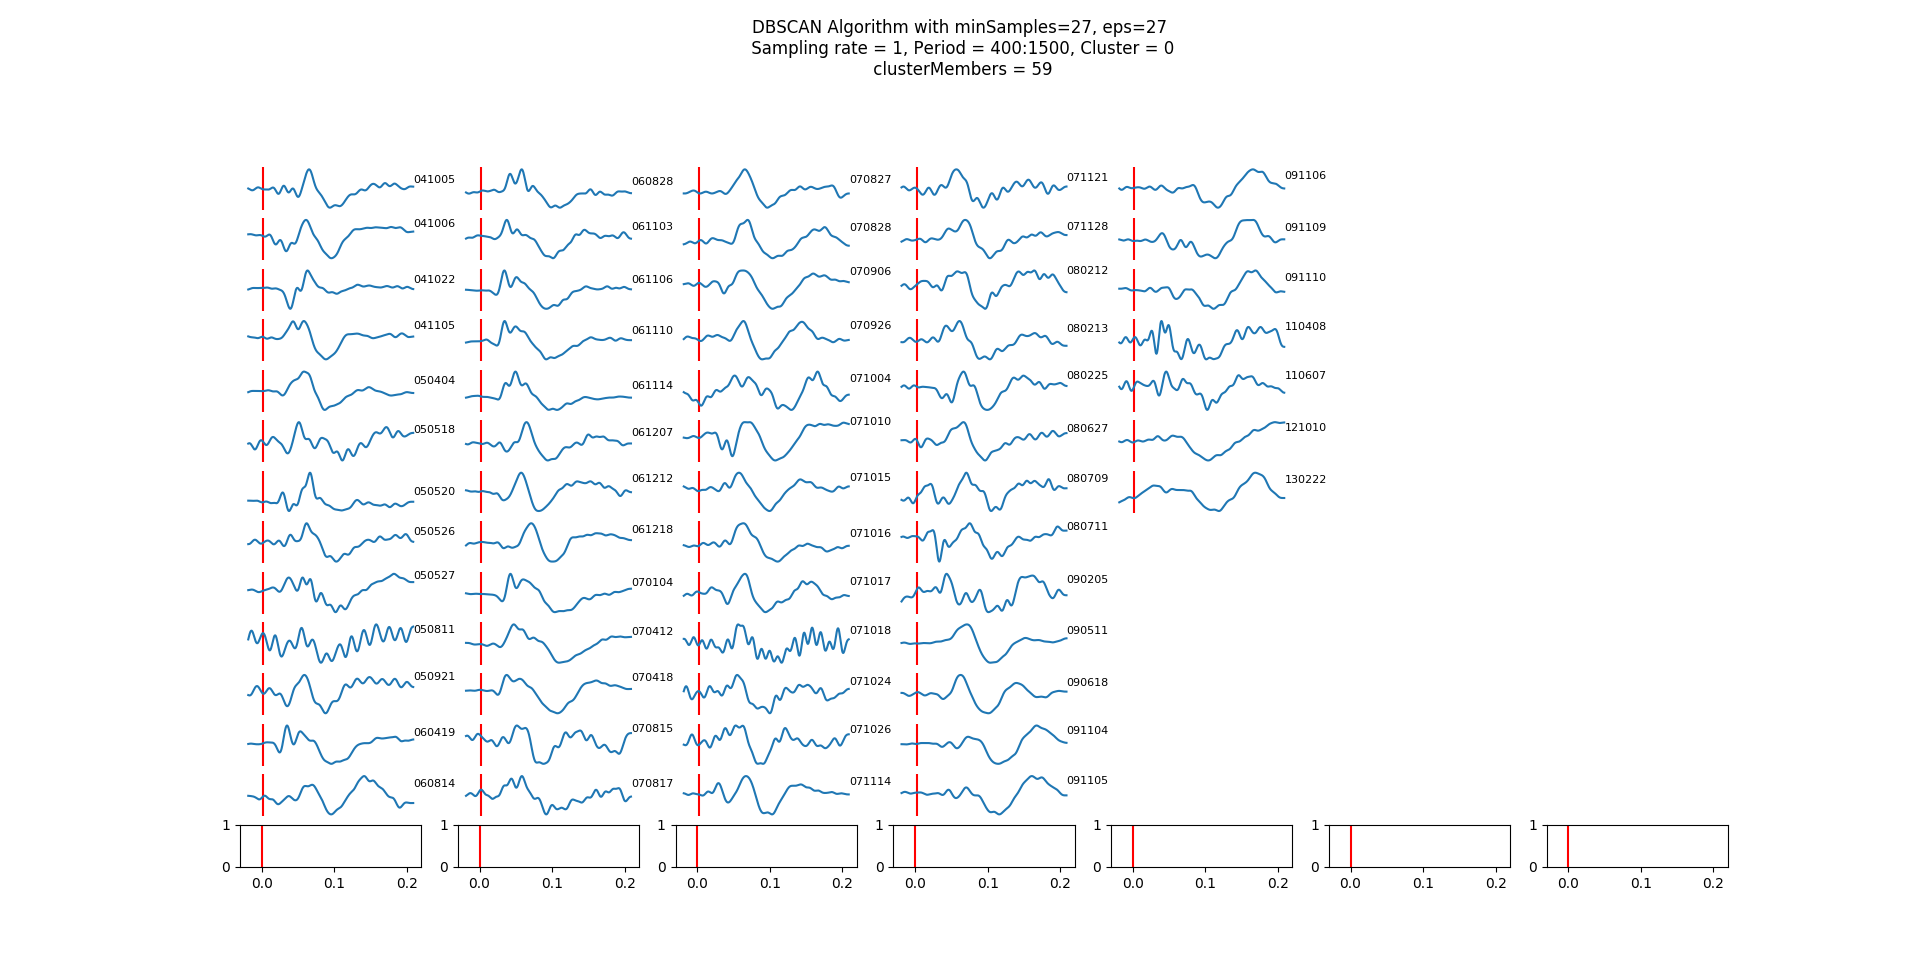 DBSCAN Algorithm with minSamples=27, eps=27
Sampling rate = 1, Period = 400:1500, Cluster = 0
clusterMembers = 59
041005 060828 070827 071121 091106
041006 061103 070828 071128 091109
041022 061106 070906 080212 091110
041105 061110 070926 080213 110408
050404 061114 071004 080225 110607
050518 061207 071010 080627 121010
050520 061212 071015 080709 130222
050526 061218 071016 080711
050527 070104 071017 090205
050811 070412 071018 090511
050921 070418 071024 090618
060419 070815 071026 091104
060814 070817 071114 091105
1 1 1 1 1 1 1
0 0 0 0 0 0 0
0.0 0.1 0.2 0.0 0.1 0.2 0.0 0.1 0.2 0.0 0.1 0.2 0.0 0.1 0.2 0.0 0.1 0.2 0.0 0.1 0.2